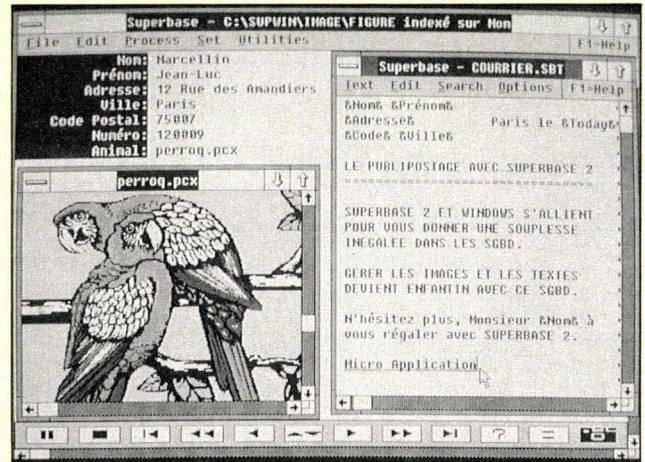 Superbase - C:\SUPWIN\IMAGE\FIGURE indexé sur Nom
File Edit Process Set Utilities F1=Help
Nom: Marcellin
Prénom: Jean-Luc
Adresse: 12 Rue des Amandiers
Ville: Paris
Code Postal: 75007
Numéro: 120009
Animal: perroq.pcx
perroq.pcx
Superbase - COURRIER.SBT
Text Edit Search Options F1=Help
&Nom& &Prénom&
&Adresse& Paris le &Today&
&Code& &Ville&
LE PUBLIPOSTAGE AVEC SUPERBASE 2
================================
SUPERBASE 2 ET WINDOWS S'ALLIENT
POUR VOUS DONNER UNE SOUPLESSE
INEGALEE DANS LES SGBD.
GERER LES IMAGES ET LES TEXTES
DEVIENT ENFANTIN AVEC CE SGBD.
N'hésitez plus, Monsieur &Nom& à
vous régaler avec SUPERBASE 2.
Micro Application
? =